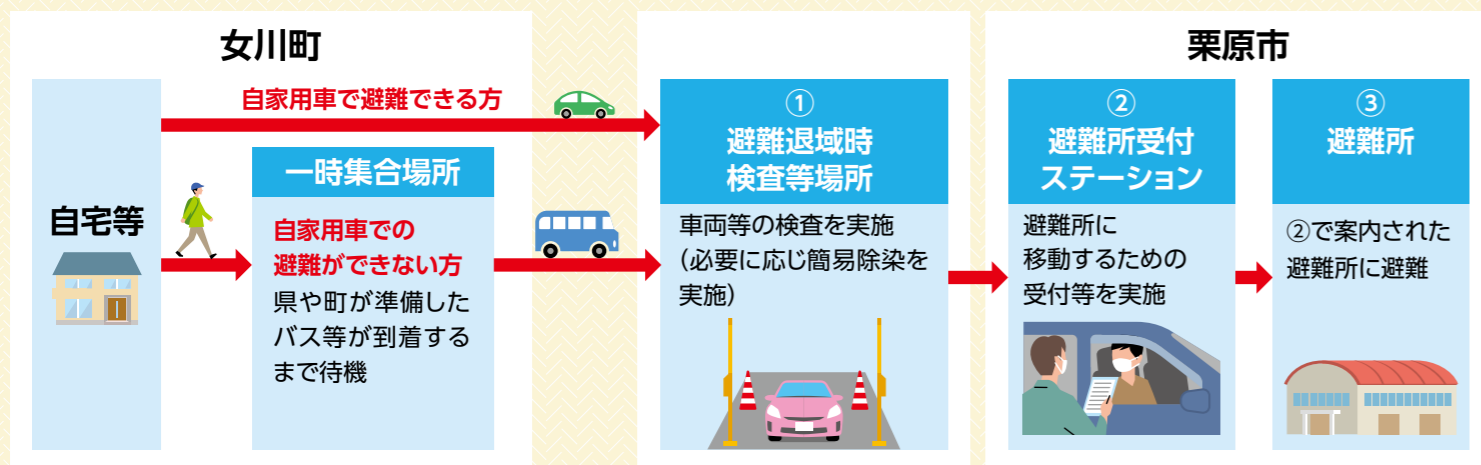 女川町
自宅等
自家用車で避難できる方
一時集合場所
自家用車での
避難ができない方
県や町が準備した
バス等が到着する
まで待機
①
避難退域時
検査等場所
車両等の検査を実施
（必要に応じ簡易除染を
実施）
栗原市
②
避難所受付
ステーション
避難所に
移動するための
受付等を実施
③
避難所
②で案内された
避難所に避難